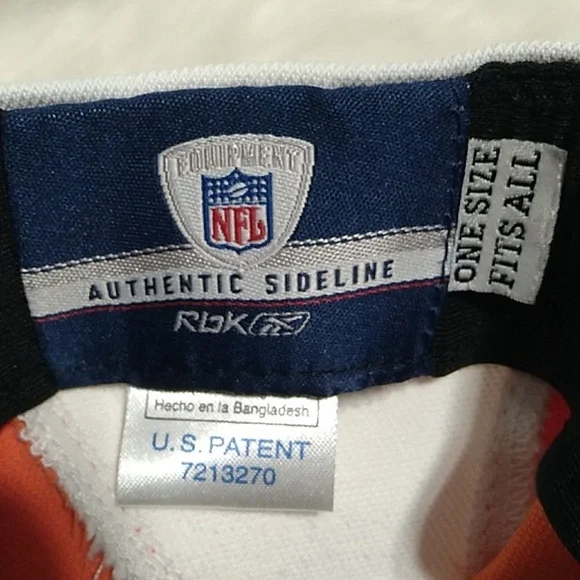 EQUIPMENT
NFL
AUTHENTIC SIDELINE
RbK
ONE SIZE
FITS ALL
Hecho en la Bangladesh
U.S. PATENT
7213270